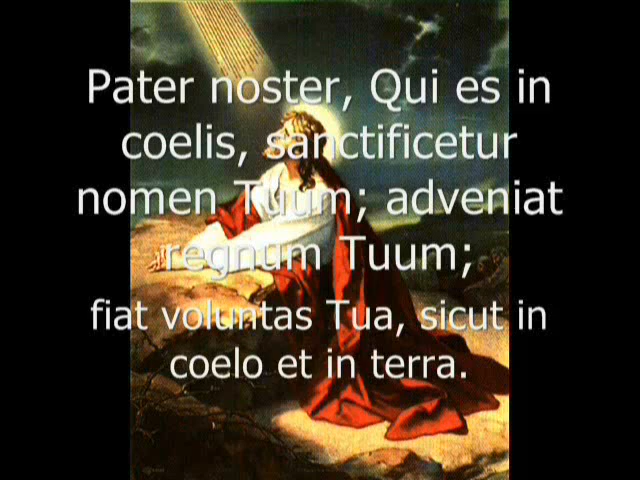 Pater noster, Qui es in
coelis, sanctificetur
nomen Tuum; adveniat
regnum Tuum;
fiat voluntas Tua, sicut in
coelo et in terra.